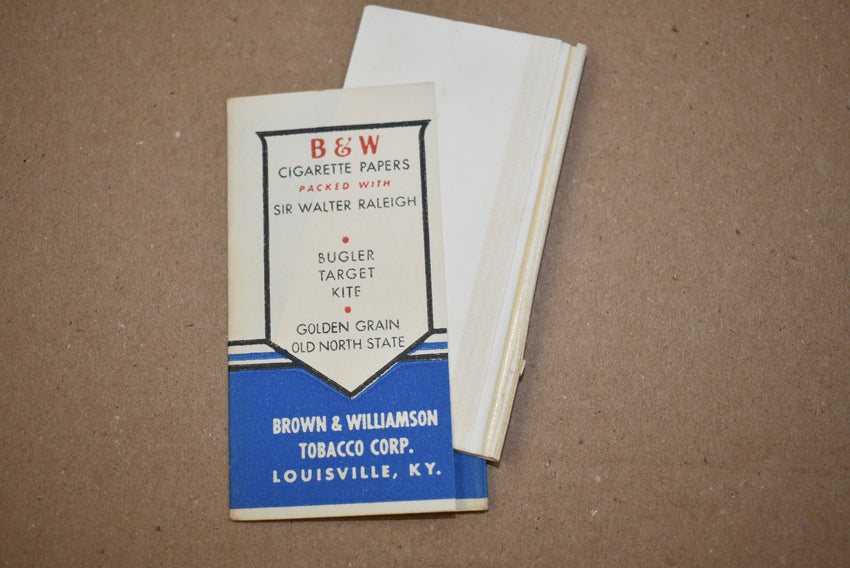 B & W
CIGARETTE PAPERS
PACKED WITH
SIR WALTER RALEIGH
•
BUGLER
TARGET
KITE
•
GOLDEN GRAIN
OLD NORTH STATE
BROWN & WILLIAMSON
TOBACCO CORP.
LOUISVILLE, KY.